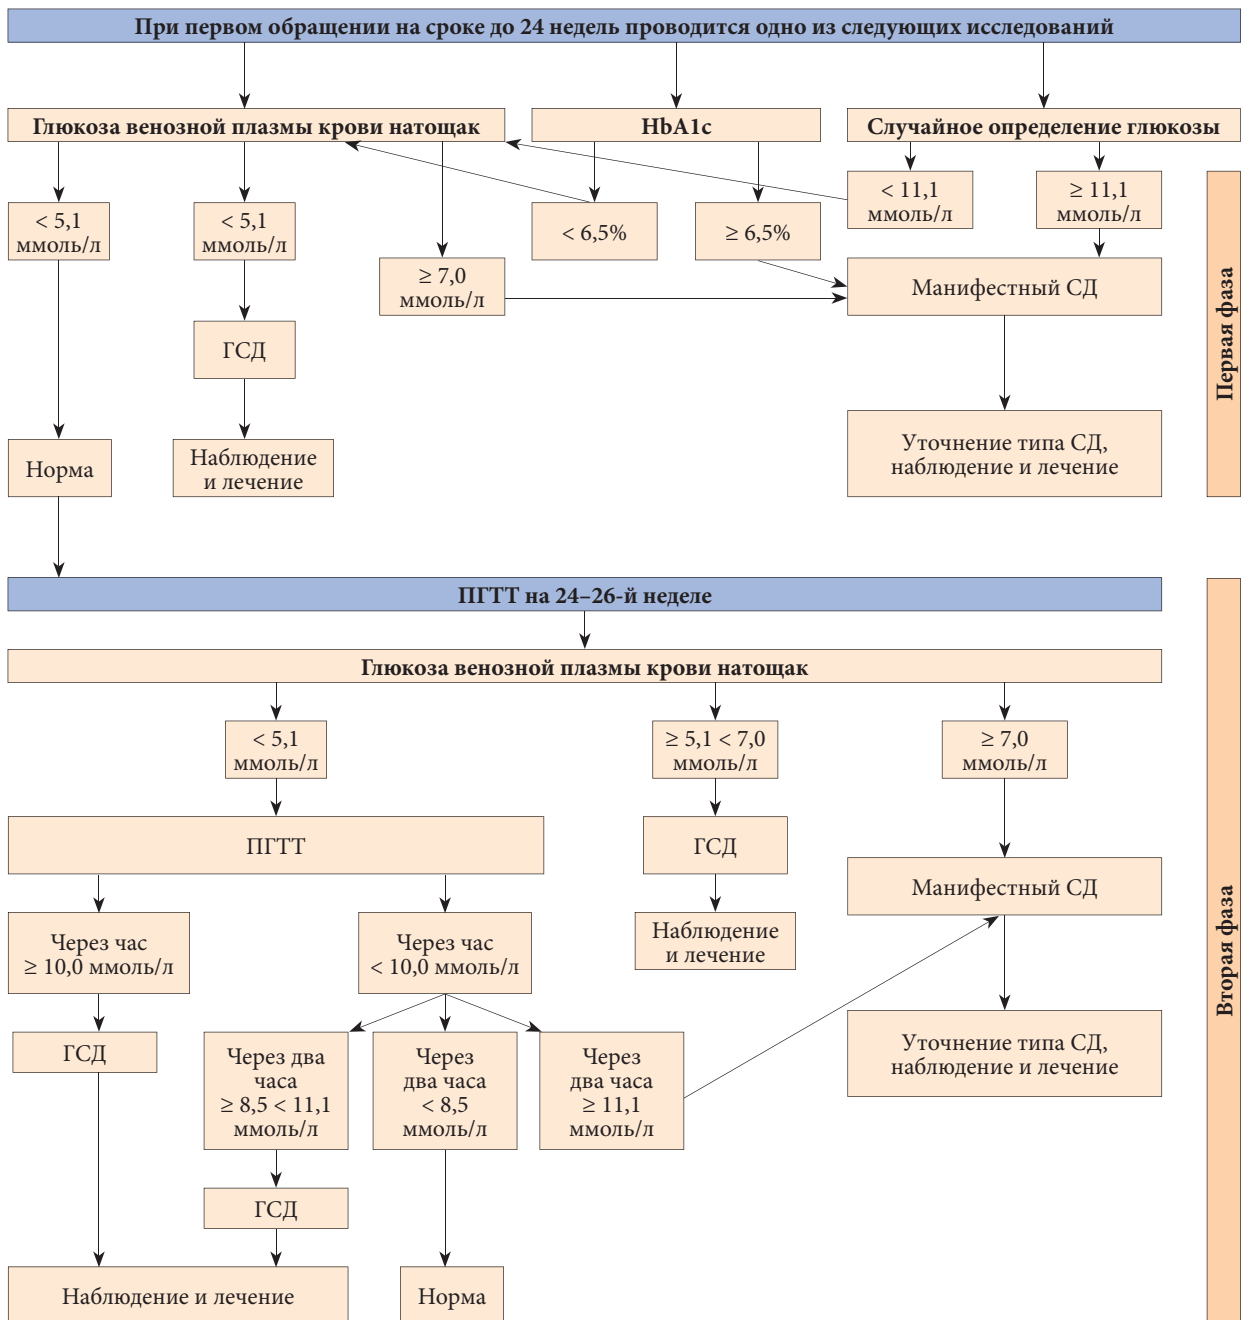 При первом обращении на сроке до 24 недель проводится одно из следующих исследований
Глюкоза венозной плазмы крови натощак
HbA1c
Случайное определение глюкозы
< 5,1
ммоль/л
< 5,1
ммоль/л
≥ 7,0
ммоль/л
< 6,5%
≥ 6,5%
< 11,1
ммоль/л
≥ 11,1
ммоль/л
Манифестный СД
ГСД
Норма
Наблюдение
и лечение
Уточнение типа СД,
наблюдение и лечение
Первая фаза
ПГТТ на 24–26-й неделе
Глюкоза венозной плазмы крови натощак
< 5,1
ммоль/л
≥ 5,1 < 7,0
ммоль/л
≥ 7,0
ммоль/л
ПГТТ
ГСД
Манифестный СД
Через час
≥ 10,0 ммоль/л
Через час
< 10,0 ммоль/л
Наблюдение
и лечение
ГСД
Через два
часа
≥ 8,5 < 11,1
ммоль/л
Через
два часа
< 8,5
ммоль/л
Через
два часа
≥ 11,1
ммоль/л
Уточнение типа СД,
наблюдение и лечение
ГСД
Наблюдение и лечение
Норма
Вторая фаза